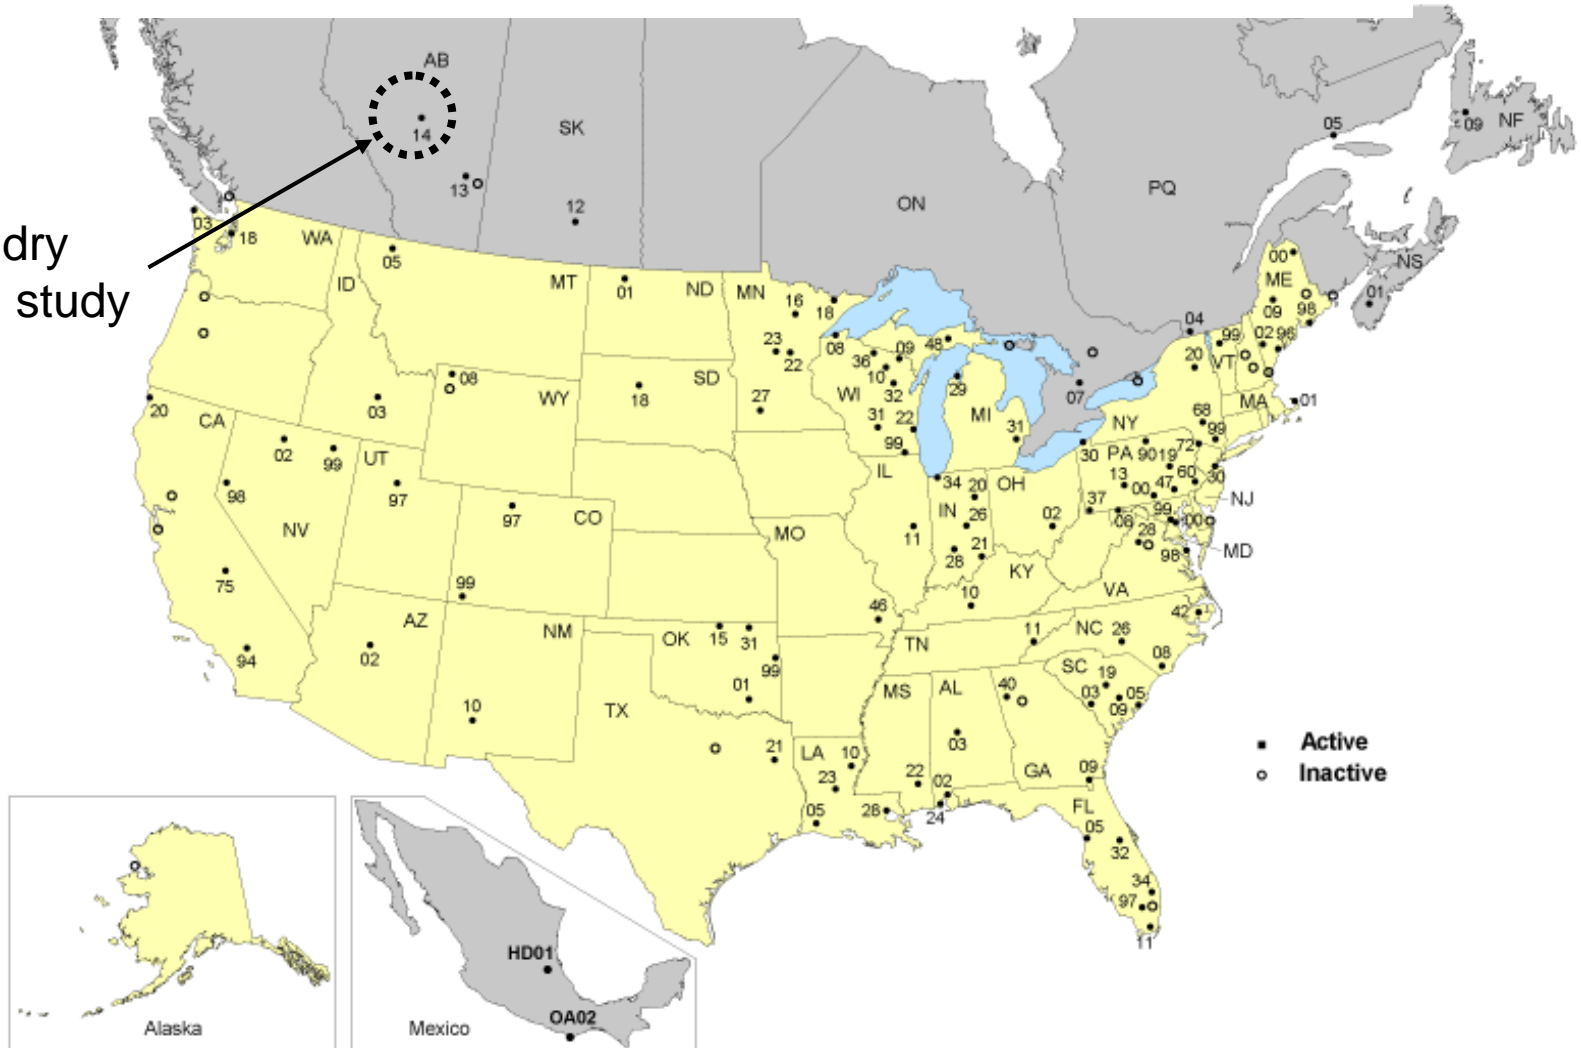 AB
14
SK
13
12
05
09 NF
PQ
ON
dry
study
03
18
WA
05
ID
MT
01
ND
MN
16
18
00
ME
NS
01
09
98
04
99
02
96
VT
20
23
22
08
36
09
48
10
32
WI
29
MI
07
31
22
99
31
27
SD
18
WY
08
03
20
CA
02
99
UT
98
NV
97
97
CO
MA
01
NY
68
99
72
30
PA
90
19
13
60
00
47
30
NJ
37
06
99
00
28
98
MD
IL
34
20
OH
IN
26
02
11
28
21
KY
VA
MO
75
94
99
AZ
02
NM
10
46
10
OK
15
31
99
01
TX
TN
11
NC
26
42
08
SC
19
03
05
09
MS
AL
40
03
GA
09
21
LA
10
23
05
22
28
02
24
FL
05
32
34
97
11
Active
Inactive
Alaska
HD01
OA02
Mexico